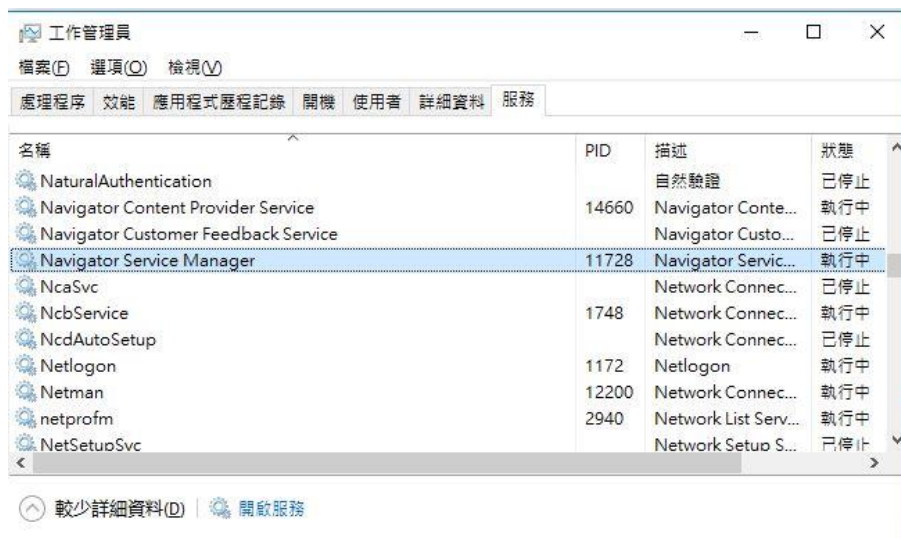 工作管理員
檔案(F) 選項(O) 檢視(V)
處理程序 效能 應用程式歷程記錄 開機 使用者 詳細資料 服務
名稱 PID 描述 狀態
NaturalAuthentication 自然驗證 已停止
Navigator Content Provider Service 14660 Navigator Conte... 執行中
Navigator Customer Feedback Service Navigator Custo... 已停止
Navigator Service Manager 11728 Navigator Servic... 執行中
NcaSvc Network Connec... 已停止
NcbService 1748 Network Connec... 執行中
NcdAutoSetup Network Connec... 已停止
Netlogon 1172 Netlogon 執行中
Netman 12200 Network Connec... 執行中
netprofm 2940 Network List Serv... 執行中
NetSetupSvc Network Setup S... 已停止
較少詳細資料(D) 開啟服務